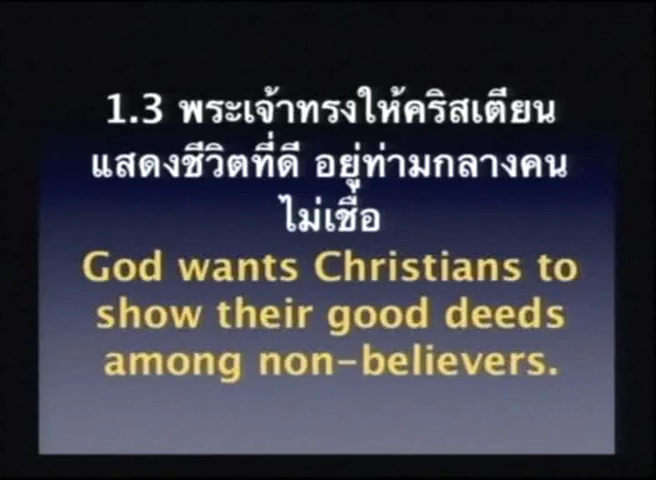 1.3 พระเจ้าทรงให้คริสเตียน
แสดงชีวิตที่ดี อยู่ท่ามกลางคน
ไม่เชื่อ
God wants Christians to
show their good deeds
among non-believers.